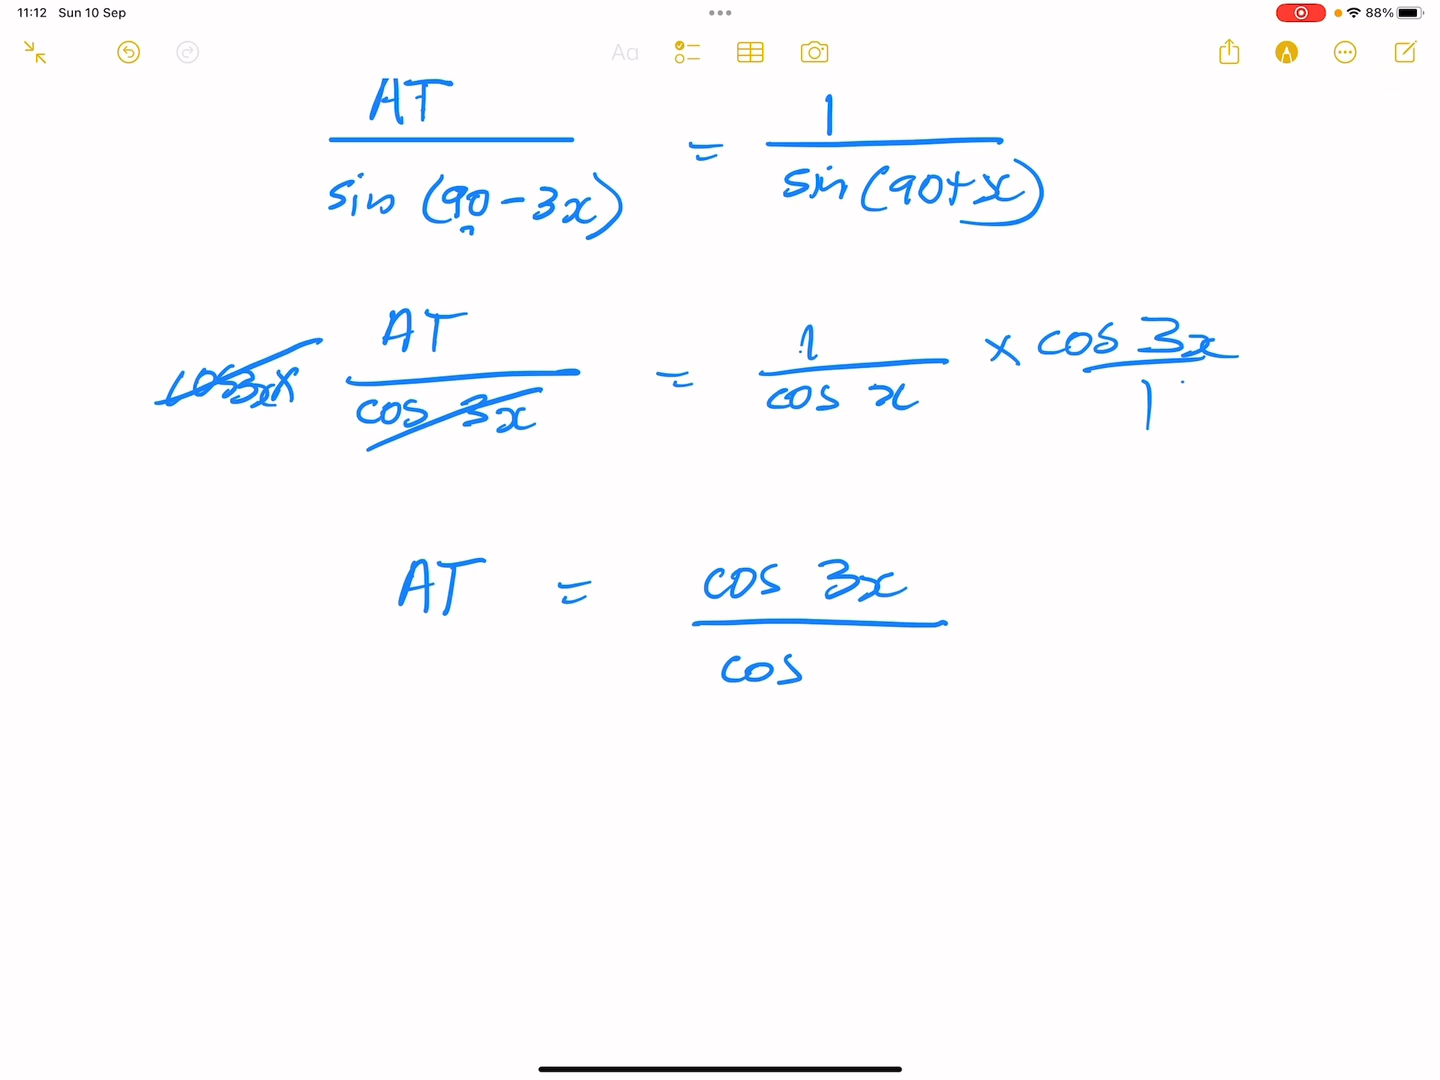 11:12 Sun 10 Sep 88%
Aa
AT / sin (90 - 3x) = 1 / sin (90 + x)
cos3x × AT / cos 3x = 1 / cos x × cos 3x / 1
AT = cos 3x / cos